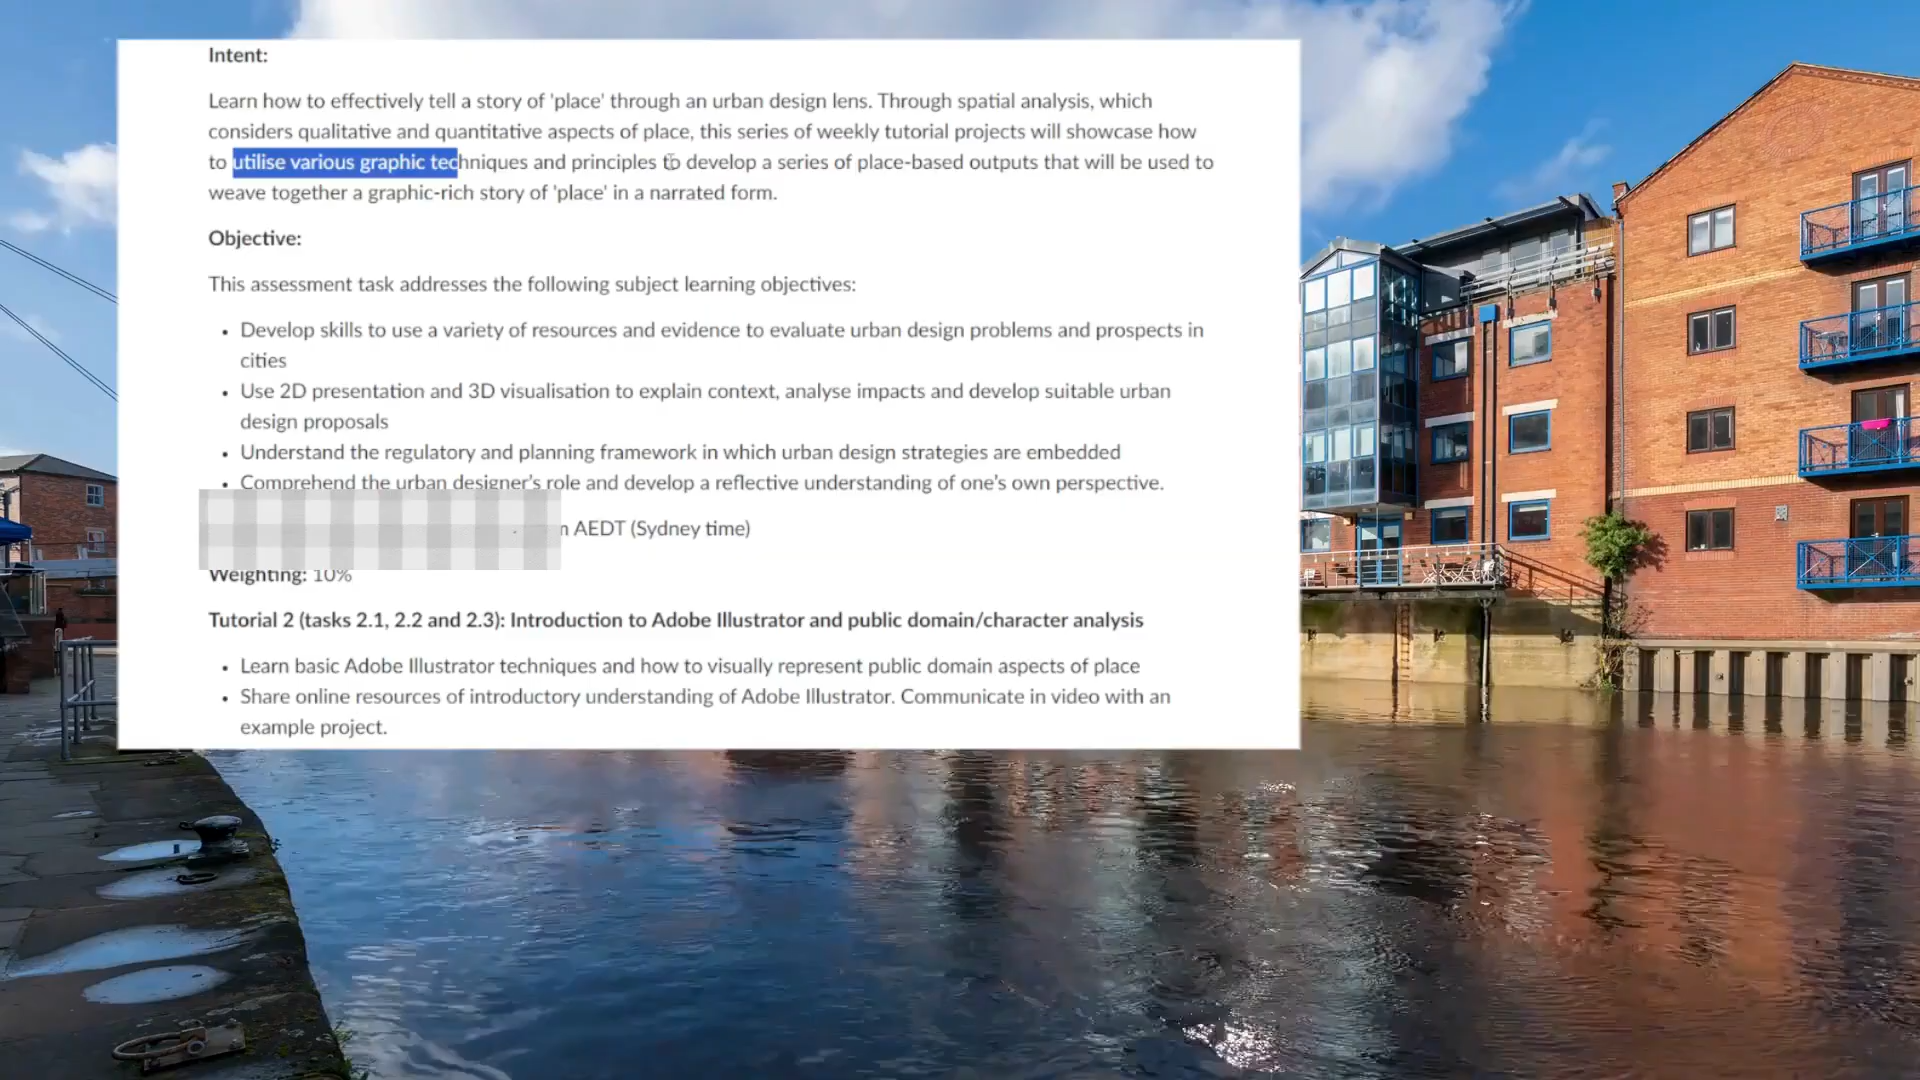 Intent:
Learn how to effectively tell a story of 'place' through an urban design lens. Through spatial analysis, which
considers qualitative and quantitative aspects of place, this series of weekly tutorial projects will showcase how
to utilise various graphic techniques and principles to develop a series of place-based outputs that will be used to
weave together a graphic-rich story of 'place' in a narrated form.
Objective:
This assessment task addresses the following subject learning objectives:
• Develop skills to use a variety of resources and evidence to evaluate urban design problems and prospects in
cities
• Use 2D presentation and 3D visualisation to explain context, analyse impacts and develop suitable urban
design proposals
• Understand the regulatory and planning framework in which urban design strategies are embedded
• Comprehend the urban designer's role and develop a reflective understanding of one's own perspective.
AEDT (Sydney time)
Weighting: 10%
Tutorial 2 (tasks 2.1, 2.2 and 2.3): Introduction to Adobe Illustrator and public domain/character analysis
• Learn basic Adobe Illustrator techniques and how to visually represent public domain aspects of place
• Share online resources of introductory understanding of Adobe Illustrator. Communicate in video with an
example project.